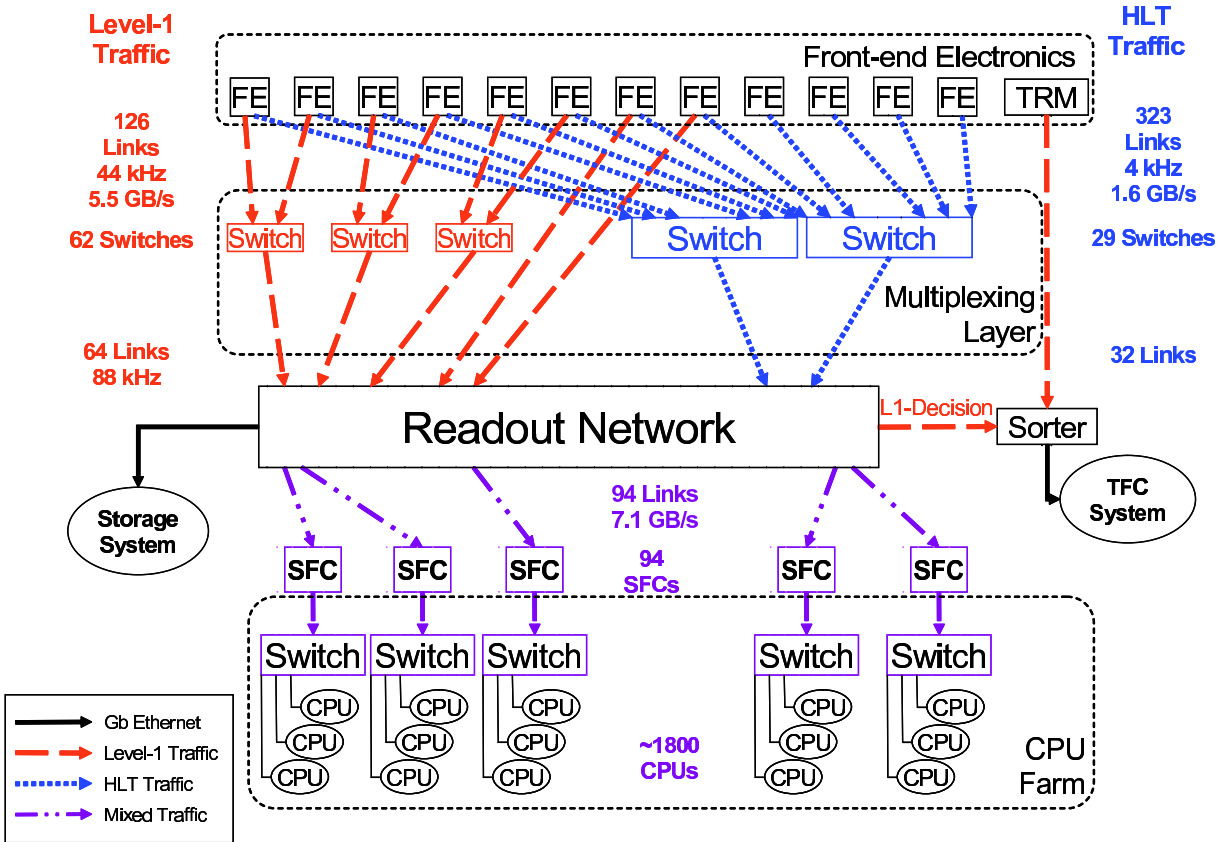 Level-1
Traffic
HLT
Traffic
Front-end Electronics
FE FE FE FE FE FE FE FE FE FE FE FE TRM
126
Links
44 kHz
5.5 GB/s
323
Links
4 kHz
1.6 GB/s
62 Switches
Switch Switch Switch Switch Switch
29 Switches
Multiplexing
Layer
64 Links
88 kHz
32 Links
Readout Network
L1-Decision
Sorter
Storage
System
94 Links
7.1 GB/s
TFC
System
SFC SFC SFC
94
SFCs
SFC SFC
Switch Switch Switch Switch Switch
CPU CPU CPU CPU CPU
CPU CPU CPU CPU CPU
CPU CPU CPU CPU CPU
~1800
CPUs
CPU
Farm
Gb Ethernet
Level-1 Traffic
HLT Traffic
Mixed Traffic